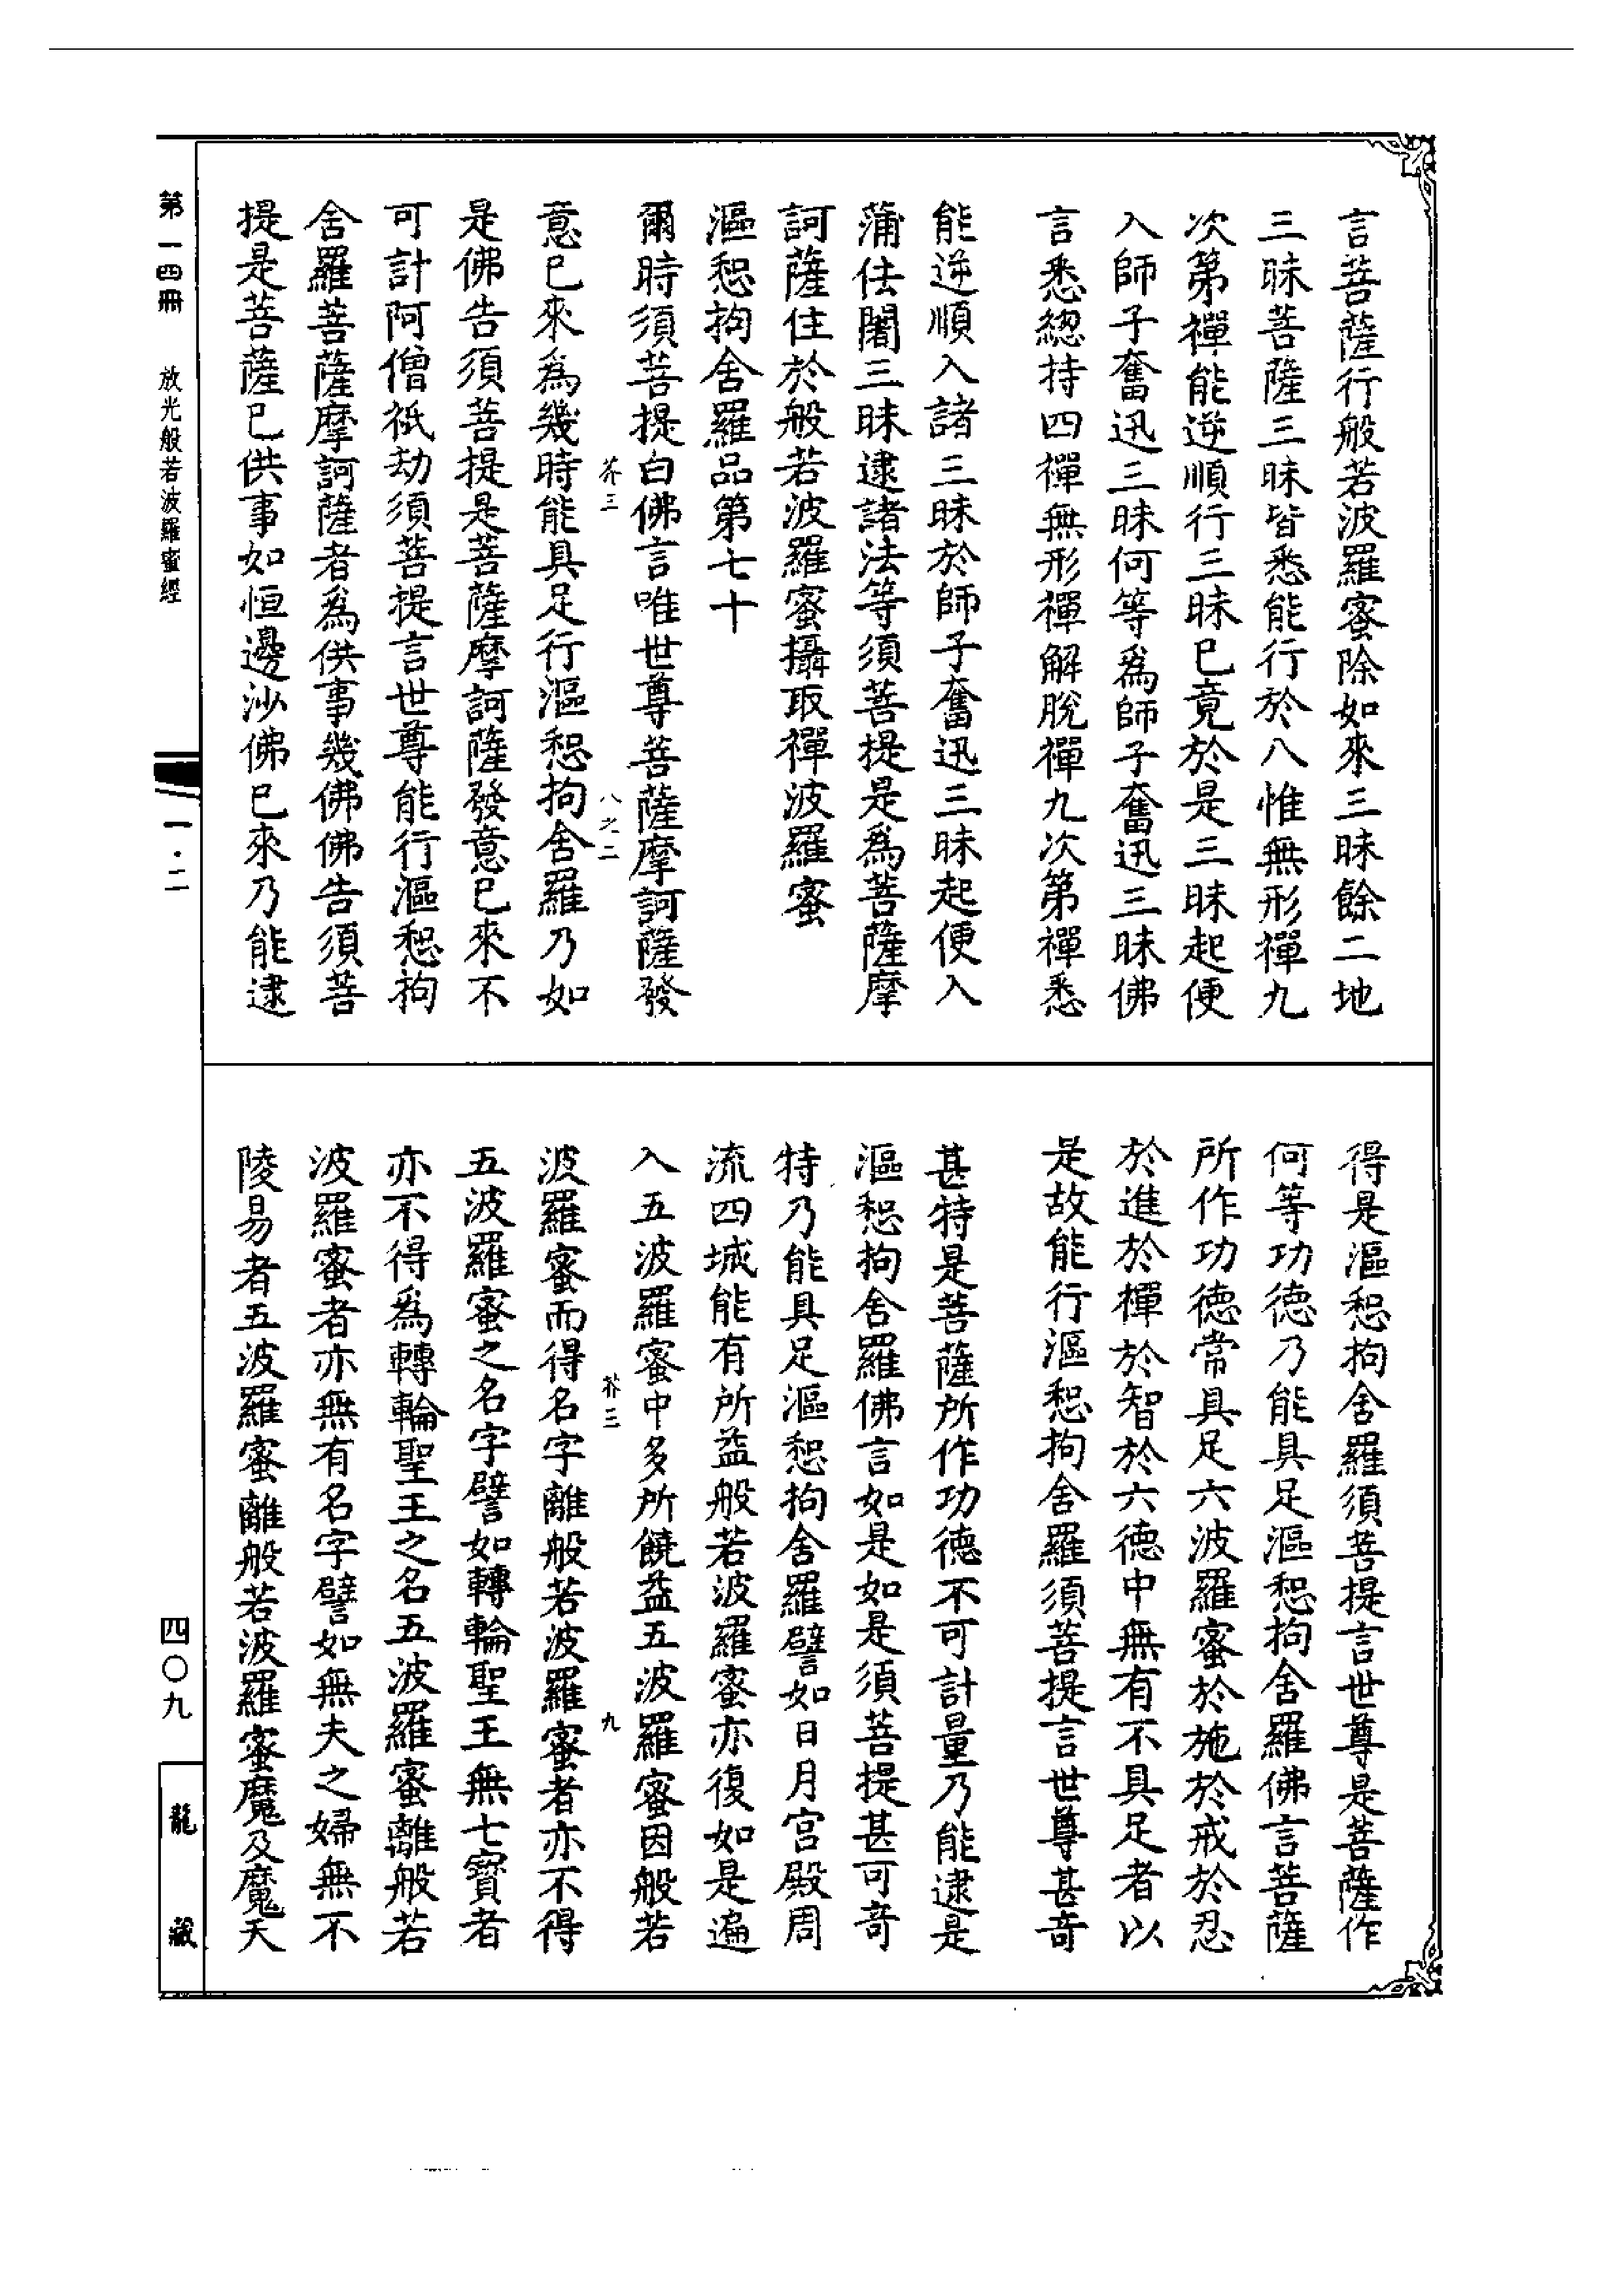 言菩薩行般若波羅蜜除如來三昧餘二地
三昧菩薩三昧皆悉能行於八惟無形禪九
次第禪能逆順行三昧已竟於是三昧起便
入師子奮迅三昧何等爲師子奮迅三昧佛
言悉總持四禪無形禪解脫禪九次第禪悉
能逆順入諸三昧於師子奮迅三昧起便入
蒲伕闍三昧逮諸法等須菩提是爲菩薩摩
訶薩住於般若波羅蜜攝取禪波羅蜜
漚惒拘舍羅品第七十
爾時須菩提白佛言唯世尊菩薩摩訶薩發
芥三 八之二
意已來爲幾時能具足行漚惒拘舍羅乃如
是佛告須菩提是菩薩摩訶薩發意已來不
可計阿僧祇劫須菩提言世尊能行漚惒拘
舍羅菩薩摩訶薩者爲供事幾佛佛告須菩
提是菩薩已供事如恒邊沙佛已來乃能逮
得是漚惒拘舍羅須菩提言世尊是菩薩作
何等功德乃能具足漚惒拘舍羅佛言菩薩
所作功德常具足六波羅蜜於施於戒於忍
於進於禪於智於六德中無有不具足者以
是故能行漚惒拘舍羅須菩提言世尊甚奇
甚特是菩薩所作功德不可計量乃能逮是
漚惒拘舍羅佛言如是如是須菩提甚可奇
特乃能具足漚惒拘舍羅譬如日月宮殿周
流四域能有所益般若波羅蜜亦復如是遍
入五波羅蜜中多所饒益五波羅蜜因般若
芥三 九
波羅蜜而得名字離般若波羅蜜者亦不得
五波羅蜜之名字譬如轉輪聖王無七寶者
亦不得爲轉輪聖王之名五波羅蜜離般若
波羅蜜者亦無有名字譬如無夫之婦無不
陵易者五波羅蜜離般若波羅蜜魔及魔天
第一四冊 放光般若波羅蜜經
一·二
四〇九
龍藏